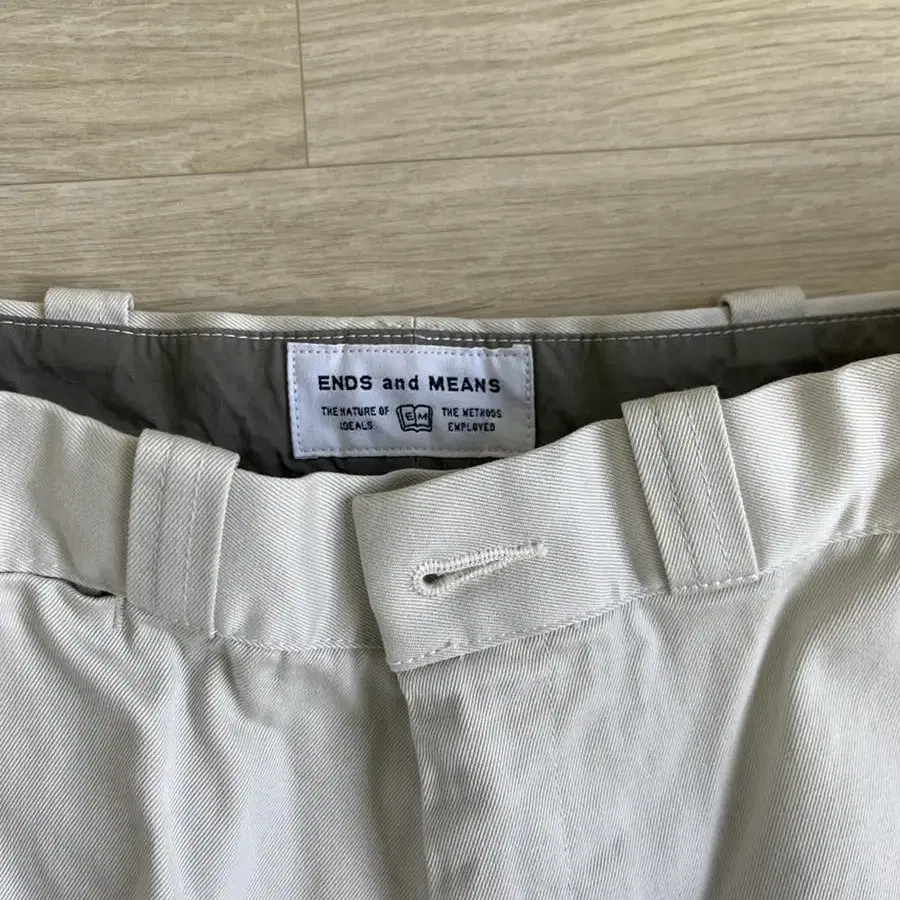 ENDS and MEANS
THE NATURE OF
IDEALS
EM
THE METHODS
EMPLOYED